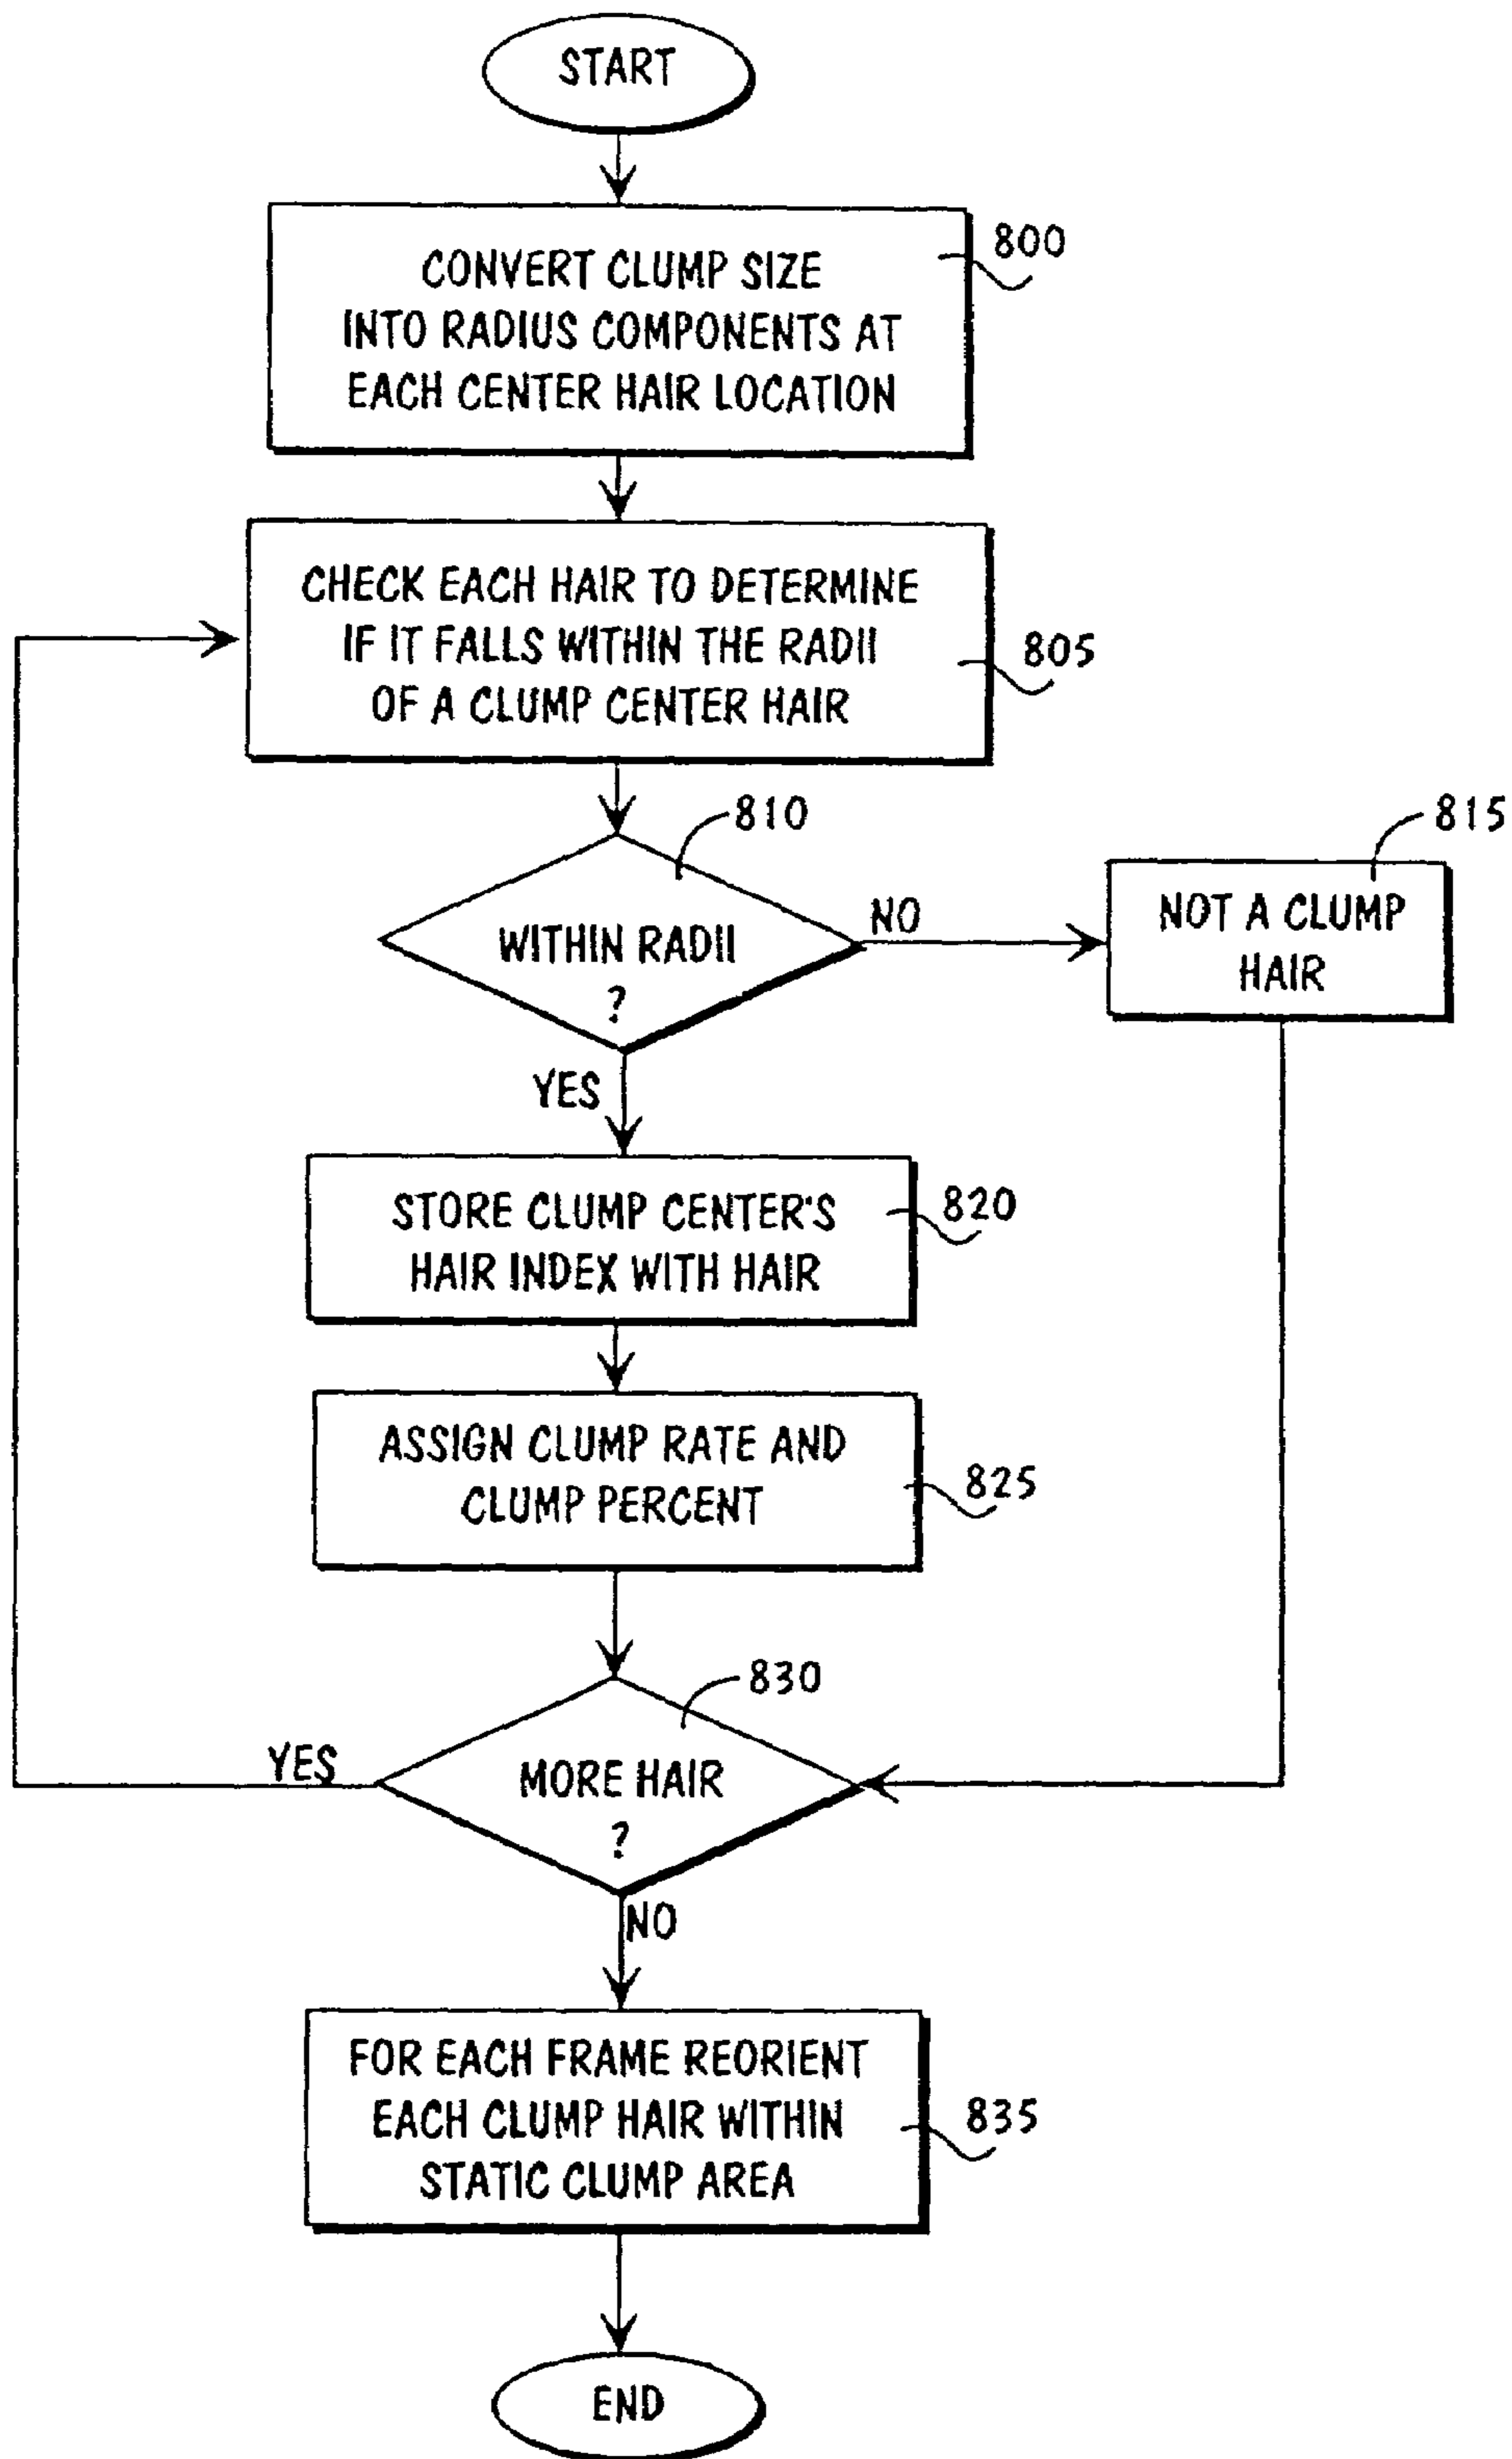 START
CONVERT CLUMP SIZE
INTO RADIUS COMPONENTS AT
EACH CENTER HAIR LOCATION
800
CHECK EACH HAIR TO DETERMINE
IF IT FALLS WITHIN THE RADII
OF A CLUMP CENTER HAIR
805
810
WITHIN RADII
?
NO
815
NOT A CLUMP
HAIR
YES
STORE CLUMP CENTER'S
HAIR INDEX WITH HAIR
820
ASSIGN CLUMP RATE AND
CLUMP PERCENT
825
830
MORE HAIR
?
YES
NO
FOR EACH FRAME REORIENT
EACH CLUMP HAIR WITHIN
STATIC CLUMP AREA
835
END